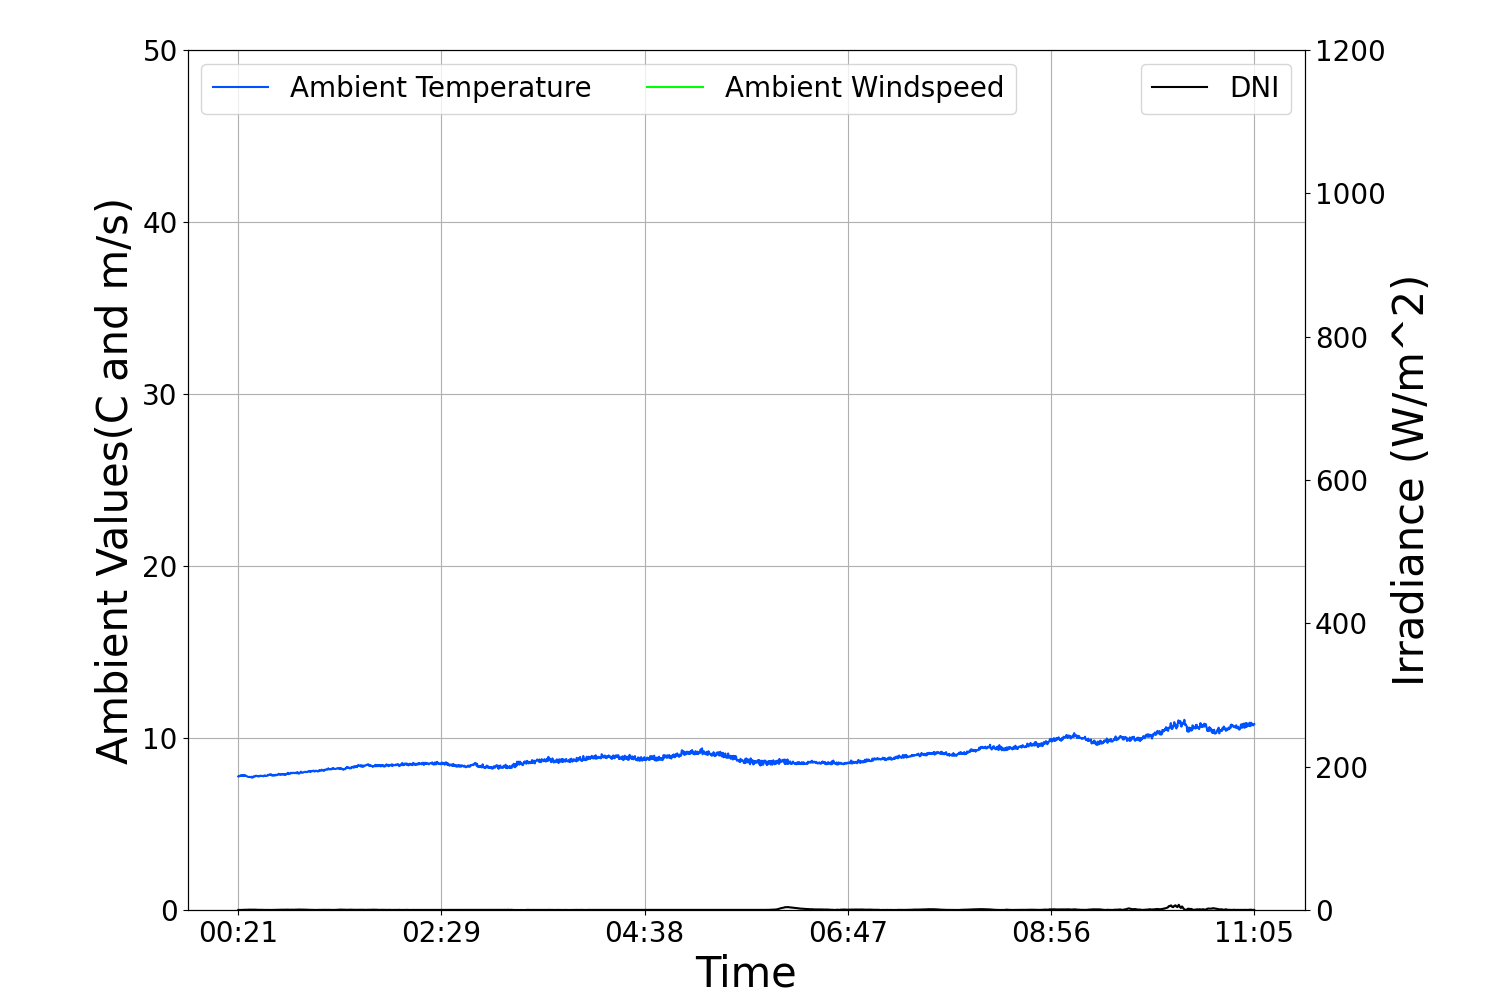 Ambient Temperature
Ambient Windspeed
DNI
50
40
30
20
10
0
Ambient Values(C and m/s)
1200
1000
800
600
400
200
0
Irradiance (W/m^2)
00:21 02:29 04:38 06:47 08:56 11:05
Time